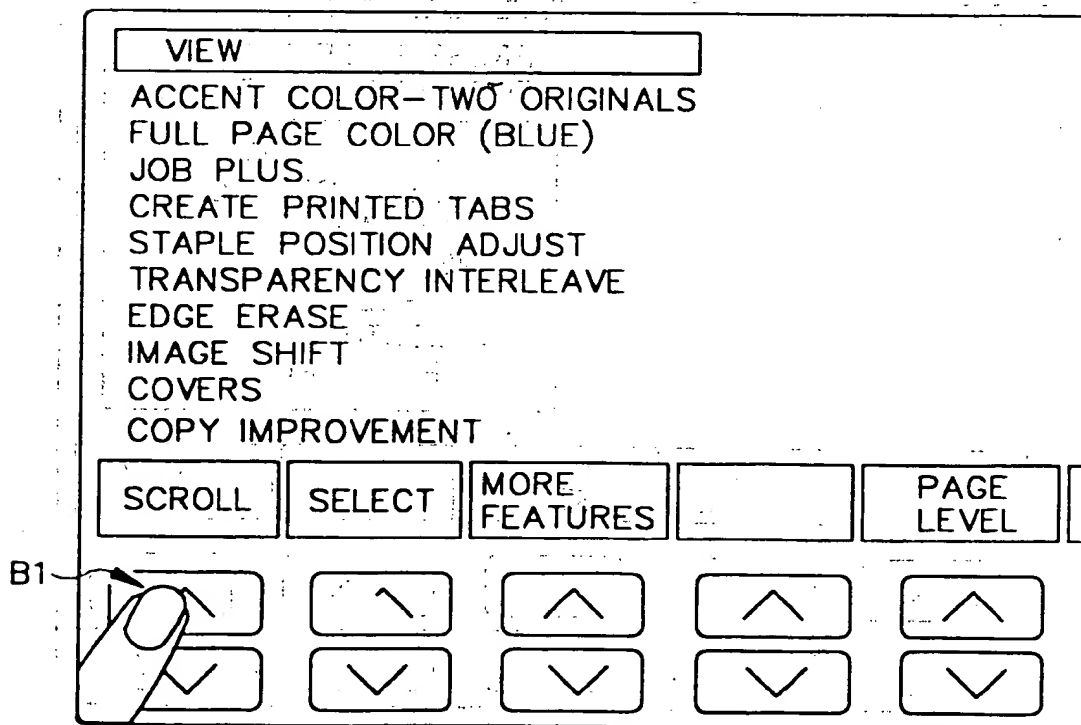 VIEW
ACCENT COLOR-TWO ORIGINALS
FULL PAGE COLOR (BLUE)
JOB PLUS
CREATE PRINTED TABS
STAPLE POSITION ADJUST
TRANSPARENCY INTERLEAVE
EDGE ERASE
IMAGE SHIFT
COVERS
COPY IMPROVEMENT
SCROLL
SELECT
MORE
FEATURES
PAGE
LEVEL
B1